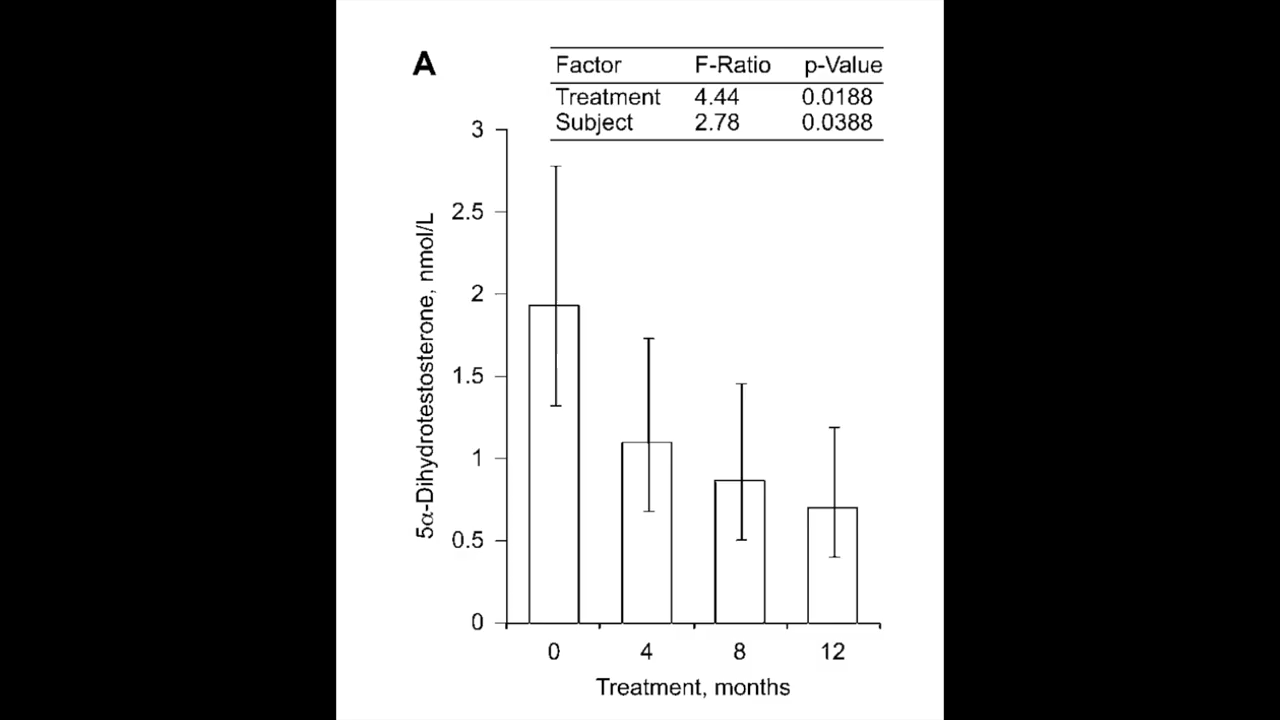 A
Factor F-Ratio p-Value
Treatment 4.44 0.0188
Subject 2.78 0.0388
5α-Dihydrotestosterone, nmol/L
3
2.5
2
1.5
1
0.5
0
0 4 8 12
Treatment, months